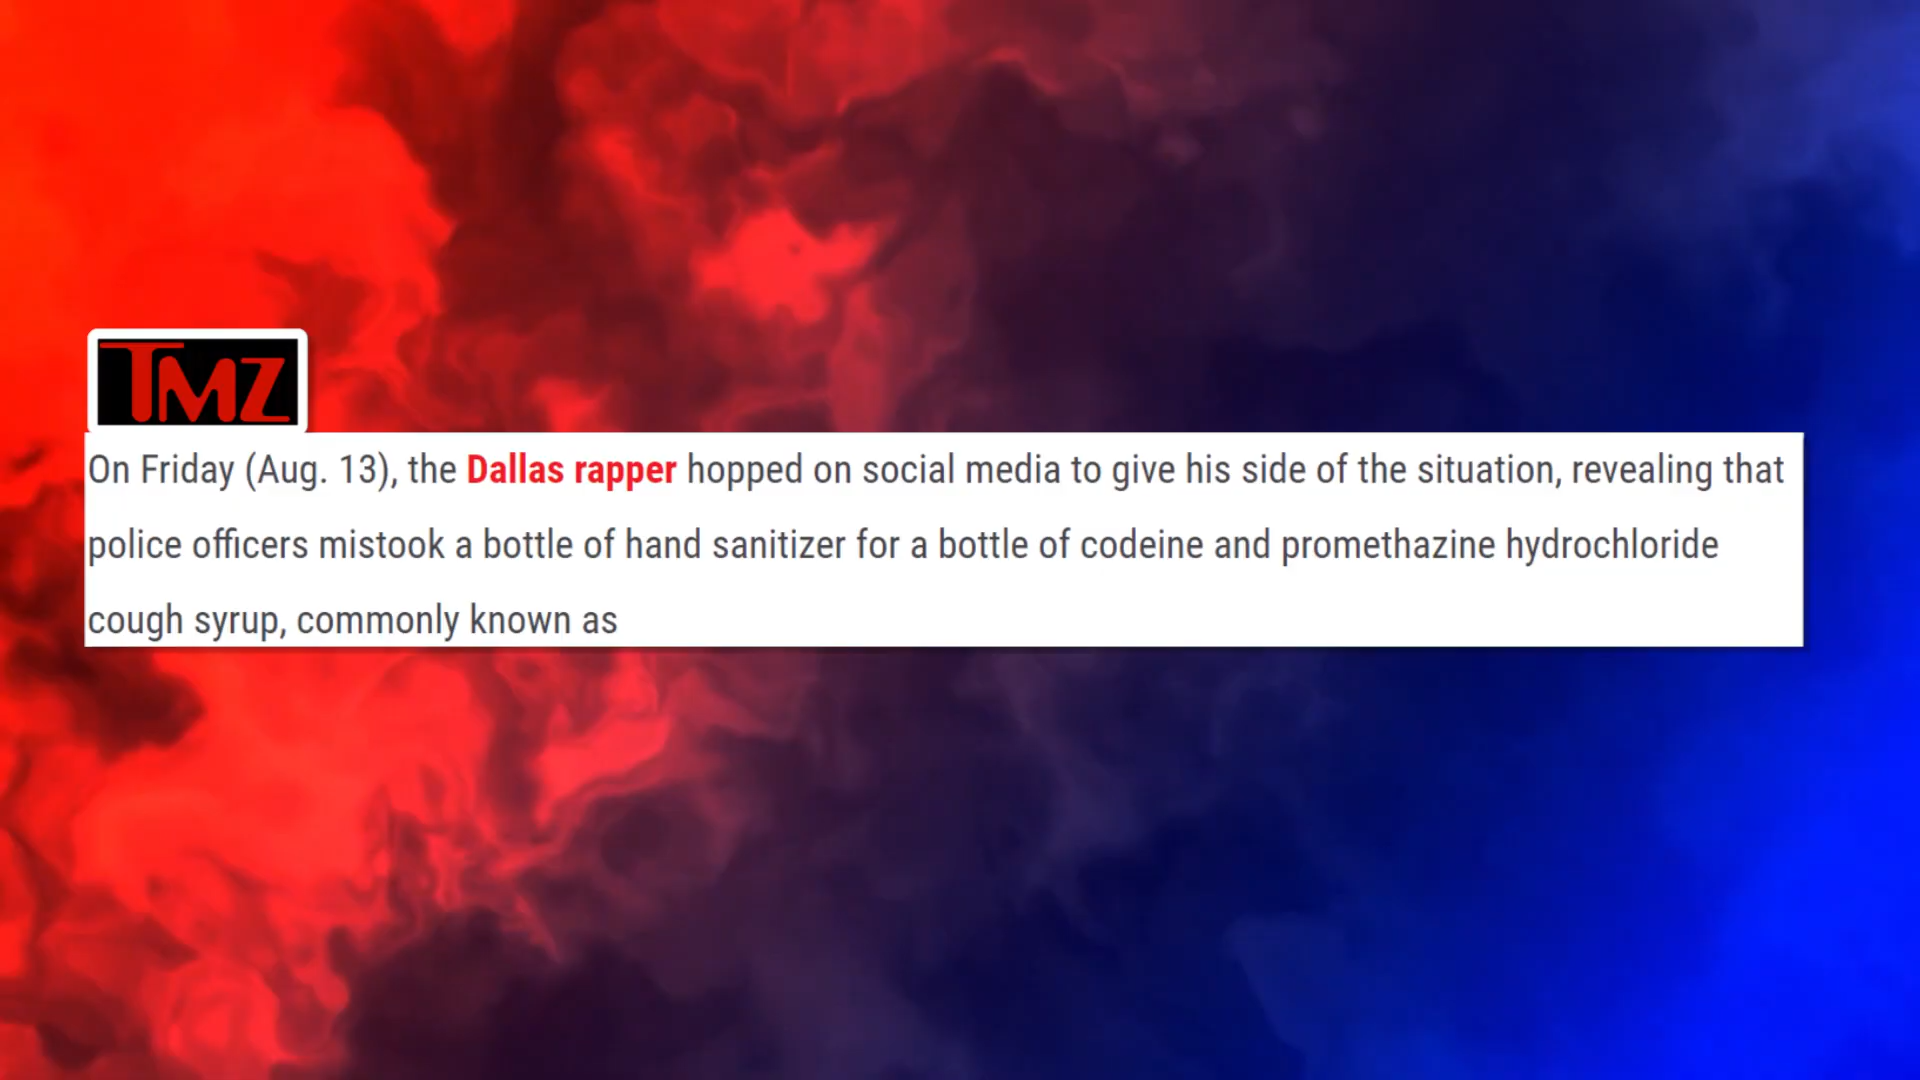 TMZ
On Friday (Aug. 13), the Dallas rapper hopped on social media to give his side of the situation, revealing that
police officers mistook a bottle of hand sanitizer for a bottle of codeine and promethazine hydrochloride
cough syrup, commonly known as